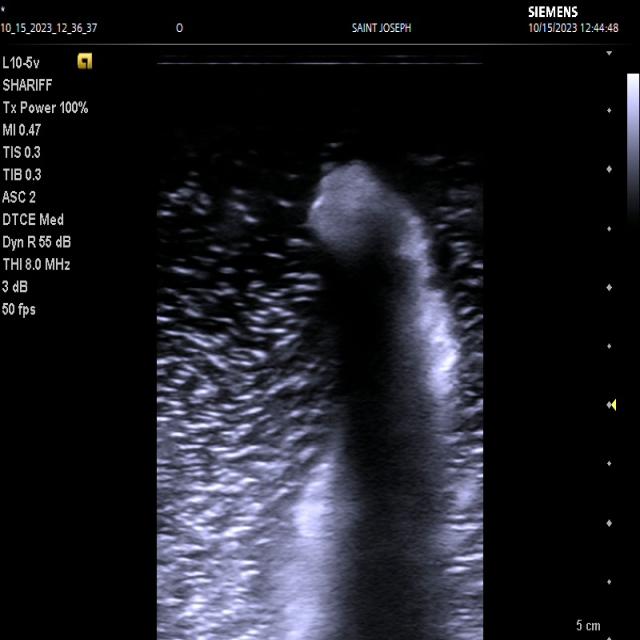 *
SIEMENS
10_15_2023_12_36_37 O SAINT JOSEPH 10/15/2023 12:44:48
L10-5v
SHARIFF
Tx Power 100%
MI 0.47
TIS 0.3
TIB 0.3
ASC 2
DTCE Med
Dyn R 55 dB
THI 8.0 MHz
3 dB
50 fps
5 cm